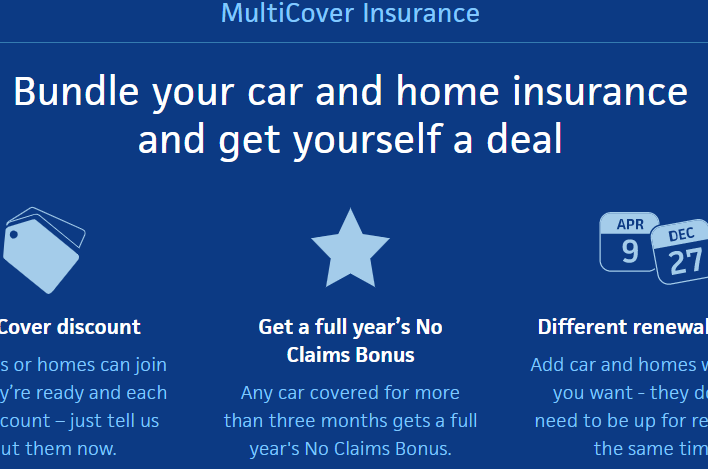 MultiCover Insurance
Bundle your car and home insurance
and get yourself a deal
Cover discount
s or homes can join
y're ready and each
count – just tell us
ut them now.
Get a full year’s No
Claims Bonus
Any car covered for more
than three months gets a full
year's No Claims Bonus.
APR
9
DEC
27
Different renewal
Add car and homes w
you want - they do
need to be up for re
the same tim